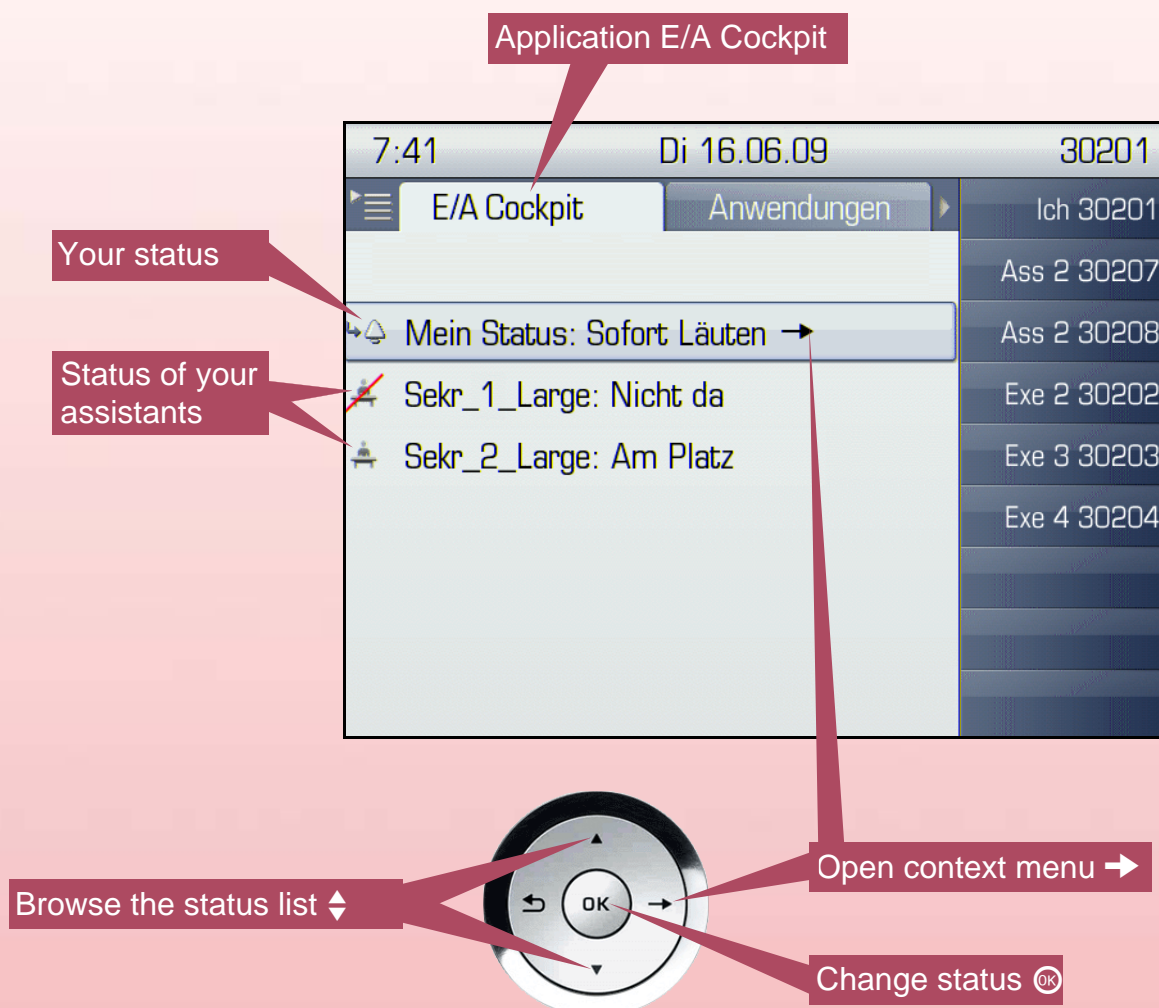 Application E/A Cockpit
7:41 Di 16.06.09 30201
E/A Cockpit Anwendungen Ich 30201
Your status
Ass 2 30207
Mein Status: Sofort Läuten → Ass 2 30208
Status of your
assistants
Sekr_1_Large: Nicht da Exe 2 30202
Sekr_2_Large: Am Platz Exe 3 30203
Exe 4 30204
Open context menu →
Browse the status list
OK
Change status OK